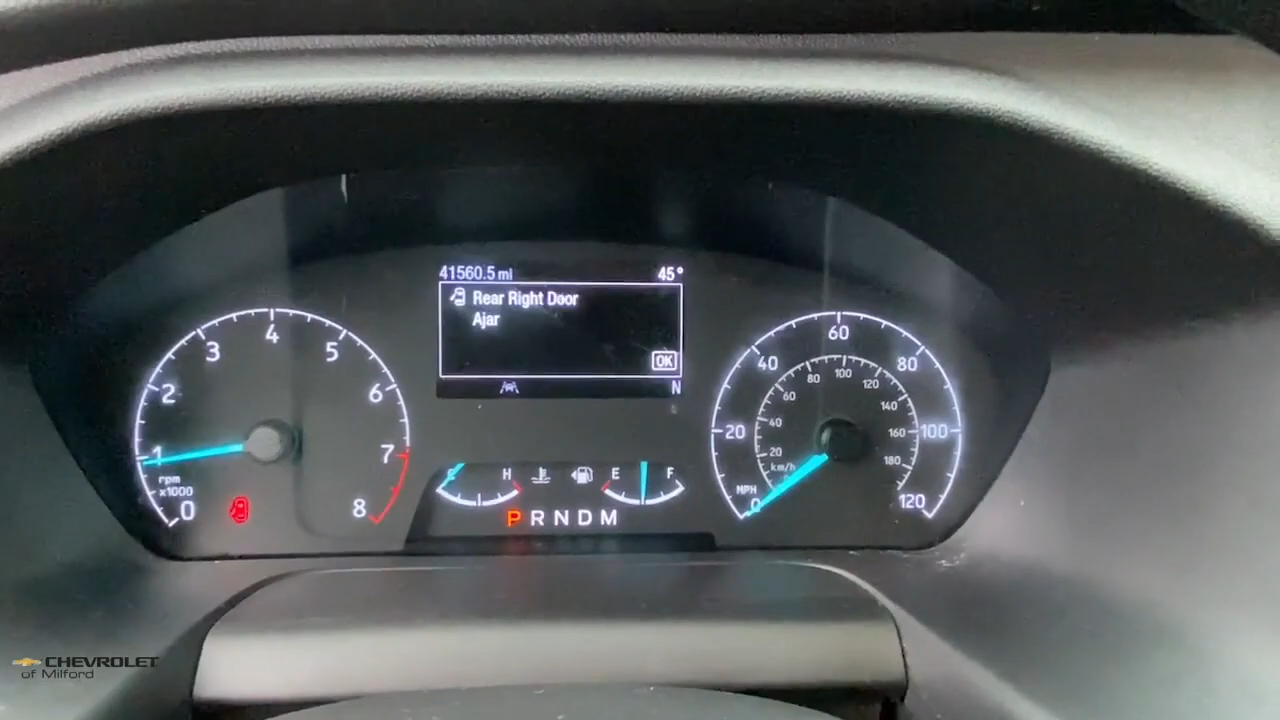 41560.5 mi 45°
Rear Right Door
Ajar
OK
N
0 1 2 3 4 5 6 7 8
rpm
x1000
H
E F
P R N D M
0 20 40 60 80 100 120
MPH
20 40 60 80 100 120 140 160 180
km/h
CHEVROLET
of Milford